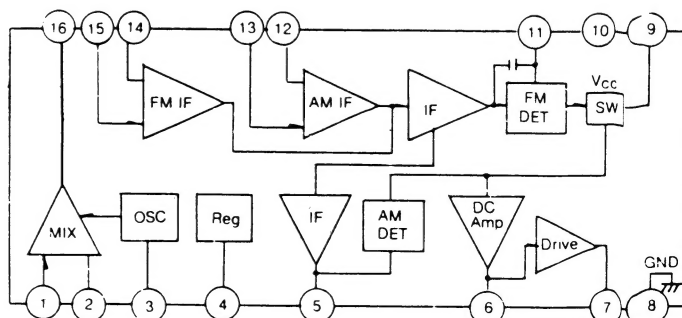 16 15 14 13 12 11 10 9
FM IF
AM IF
IF
FM
DET
VCC
SW
MIX
OSC
Reg
IF
AM
DET
DC
Amp
Drive
GND
1 2 3 4 5 6 7 8